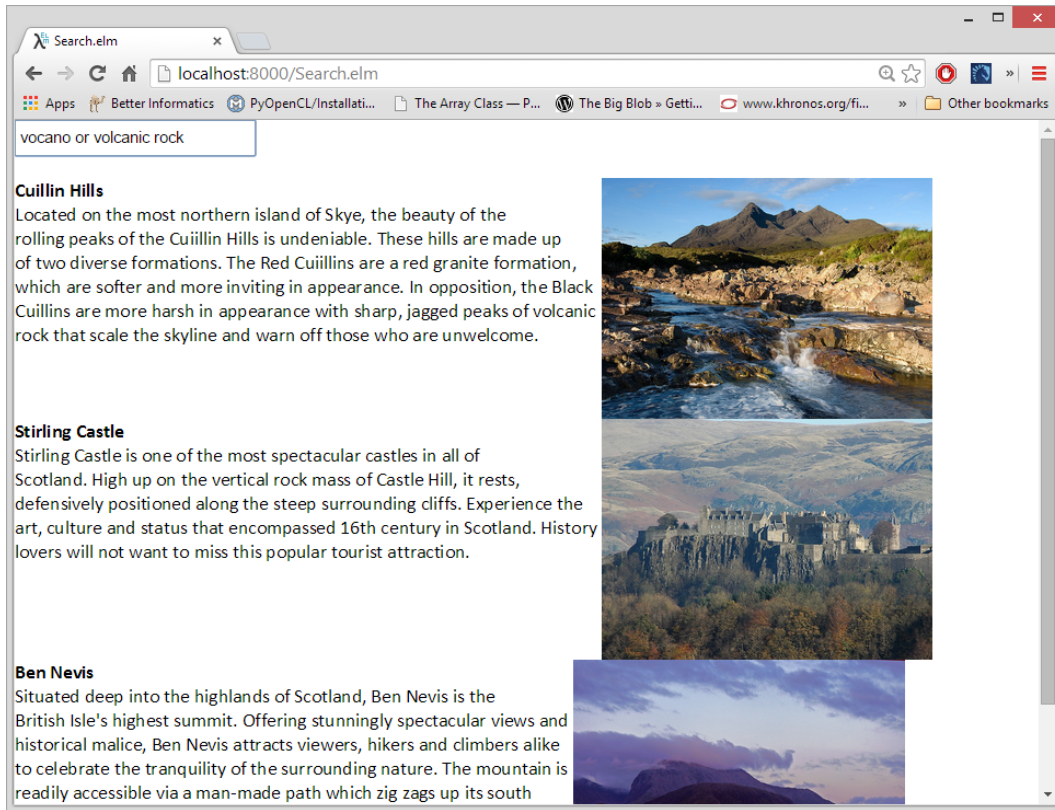 Search.elm
localhost:8000/Search.elm
Apps Better Informatics PyOpenCL/Installati... The Array Class — P... The Big Blob » Getti... www.khronos.org/fi... » Other bookmarks
vocano or volcanic rock
Cuillin Hills
Located on the most northern island of Skye, the beauty of the
rolling peaks of the Cuiillin Hills is undeniable. These hills are made up
of two diverse formations. The Red Cuiillins are a red granite formation,
which are softer and more inviting in appearance. In opposition, the Black
Cuillins are more harsh in appearance with sharp, jagged peaks of volcanic
rock that scale the skyline and warn off those who are unwelcome.
Stirling Castle
Stirling Castle is one of the most spectacular castles in all of
Scotland. High up on the vertical rock mass of Castle Hill, it rests,
defensively positioned along the steep surrounding cliffs. Experience the
art, culture and status that encompassed 16th century in Scotland. History
lovers will not want to miss this popular tourist attraction.
Ben Nevis
Situated deep into the highlands of Scotland, Ben Nevis is the
British Isle's highest summit. Offering stunningly spectacular views and
historical malice, Ben Nevis attracts viewers, hikers and climbers alike
to celebrate the tranquility of the surrounding nature. The mountain is
readily accessible via a man-made path which zig zags up its south